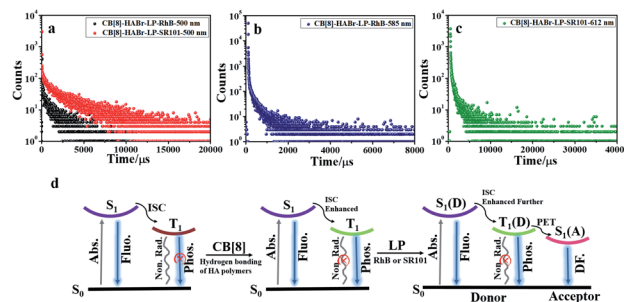 a
CB[8]-HABr-LP-RhB-500 nm
CB[8]-HABr-LP-SR101-500 nm
Counts
10⁴
10³
10²
10¹
10⁰
0 5000 10000 15000 20000
Time/μs
b
CB[8]-HABr-LP-RhB-585 nm
Counts
10⁵
10⁴
10³
10²
10¹
10⁰
0 2000 4000 6000 8000
Time/μs
c
CB[8]-HABr-LP-SR101-612 nm
Counts
10⁴
10³
10²
10¹
10⁰
0 10000 20000 30000 40000
Time/μs
d
S₁
ISC
T₁
Abs.
Fluo.
Non. Rad.
Phos.
S₀
CB[8]
Hydrogen bonding
of HA polymers
S₁
ISC
Enhanced
T₁
Abs.
Fluo.
Non. Rad.
Phos.
LP
RhB or SR101
S₁(D)
ISC
Enhanced Further
T₁(D)
PET
S₁(A)
Abs.
Fluo.
Non. Rad.
Phos.
DF.
S₀
Donor
Acceptor